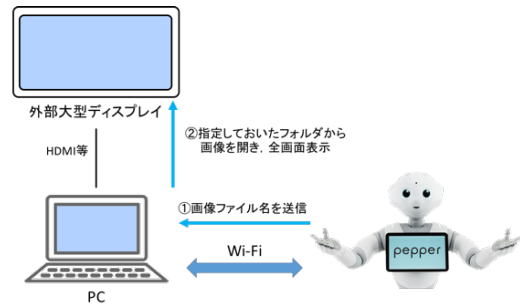 外部大型ディスプレイ
HDMI等
②指定しておいたフォルダから
画像を開き，全画面表示
①画像ファイル名を送信
Wi-Fi
pepper
PC